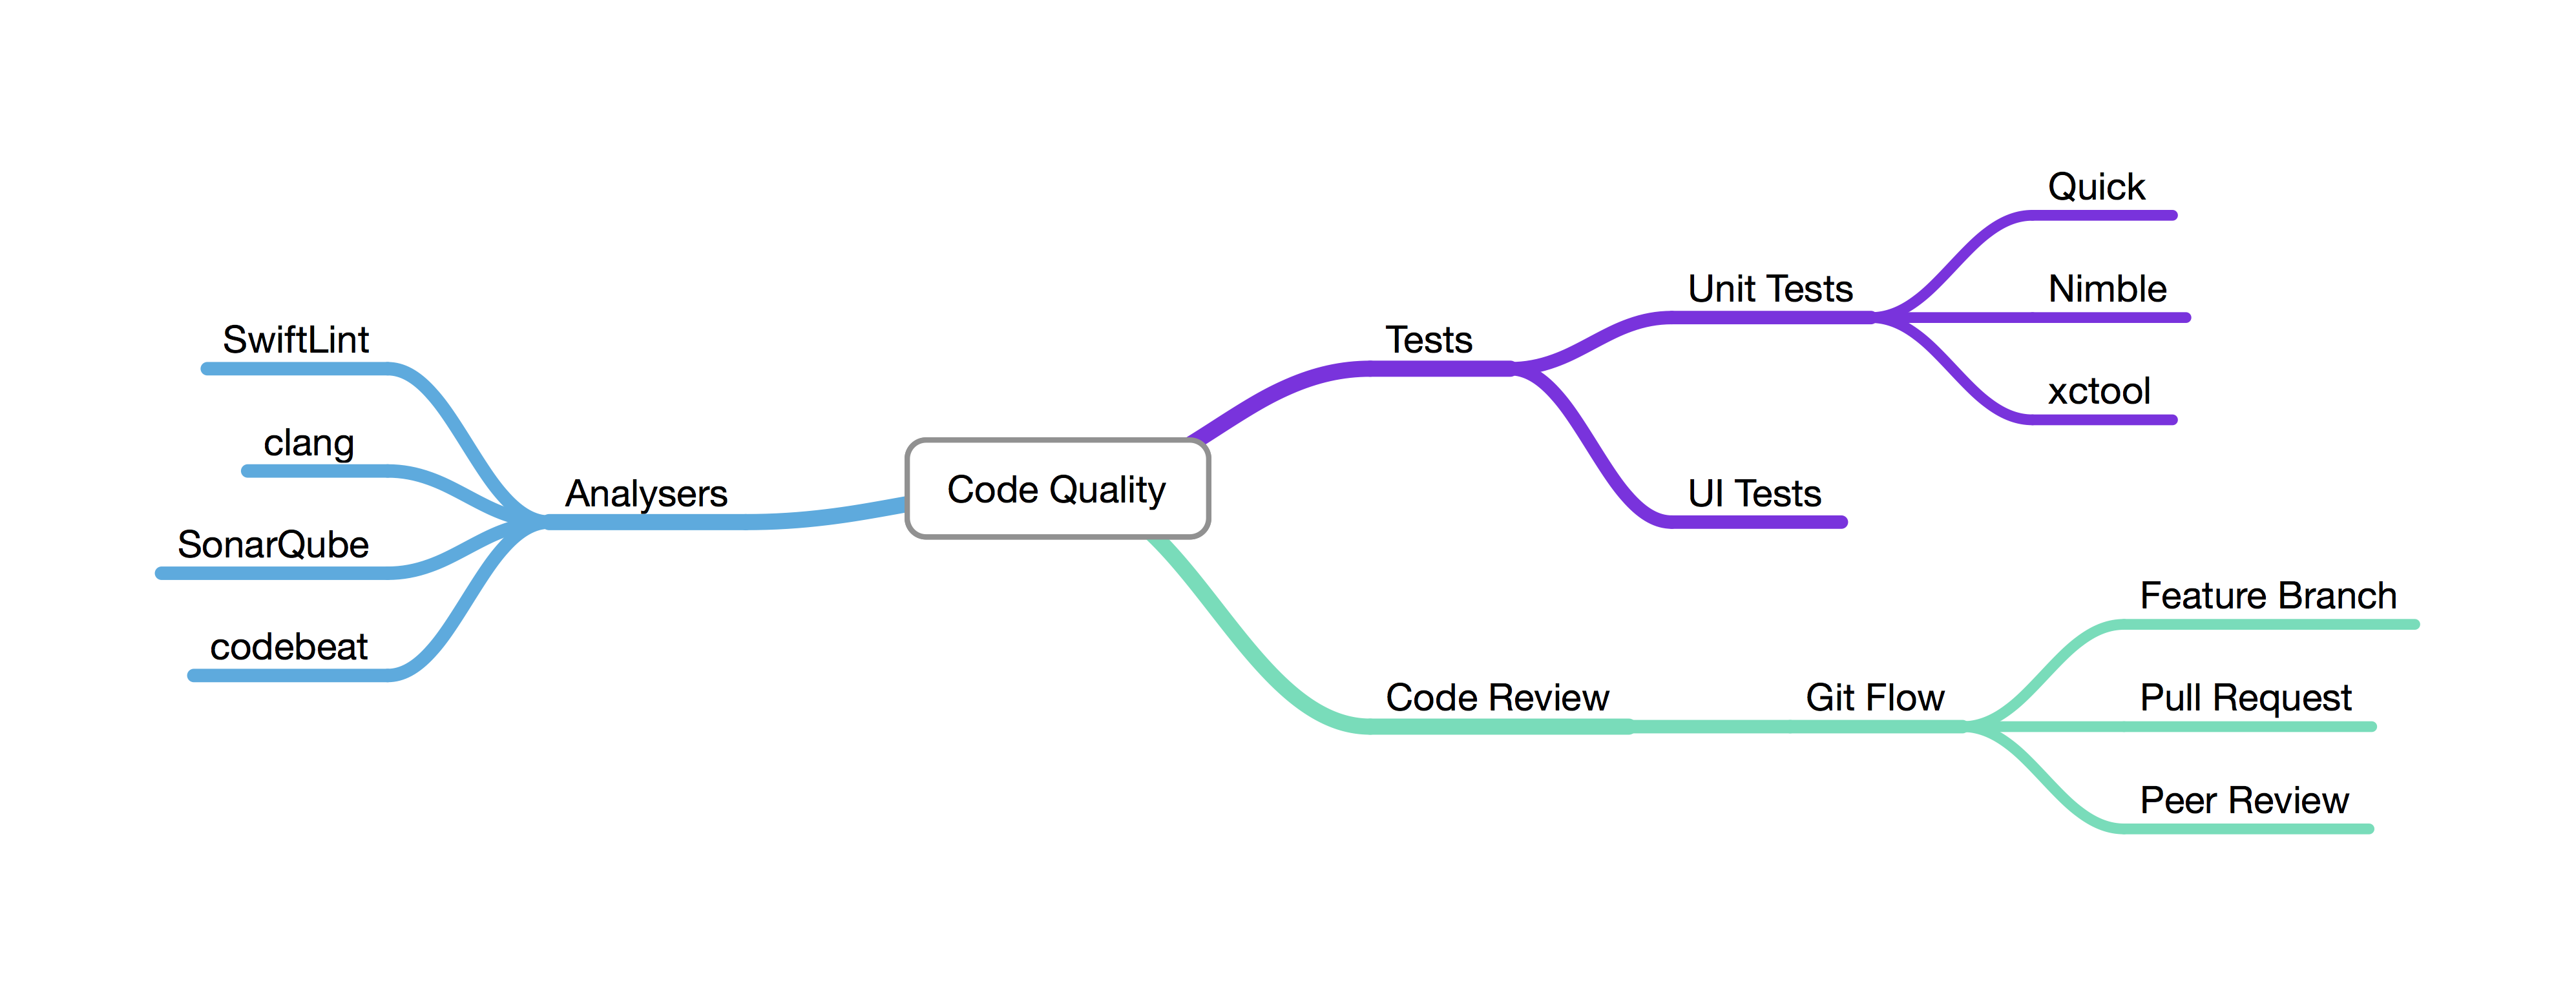 Code Quality
Tests
Unit Tests
Quick
Nimble
xctool
UI Tests
Code Review
Git Flow
Feature Branch
Pull Request
Peer Review
Analysers
SwiftLint
clang
SonarQube
codebeat